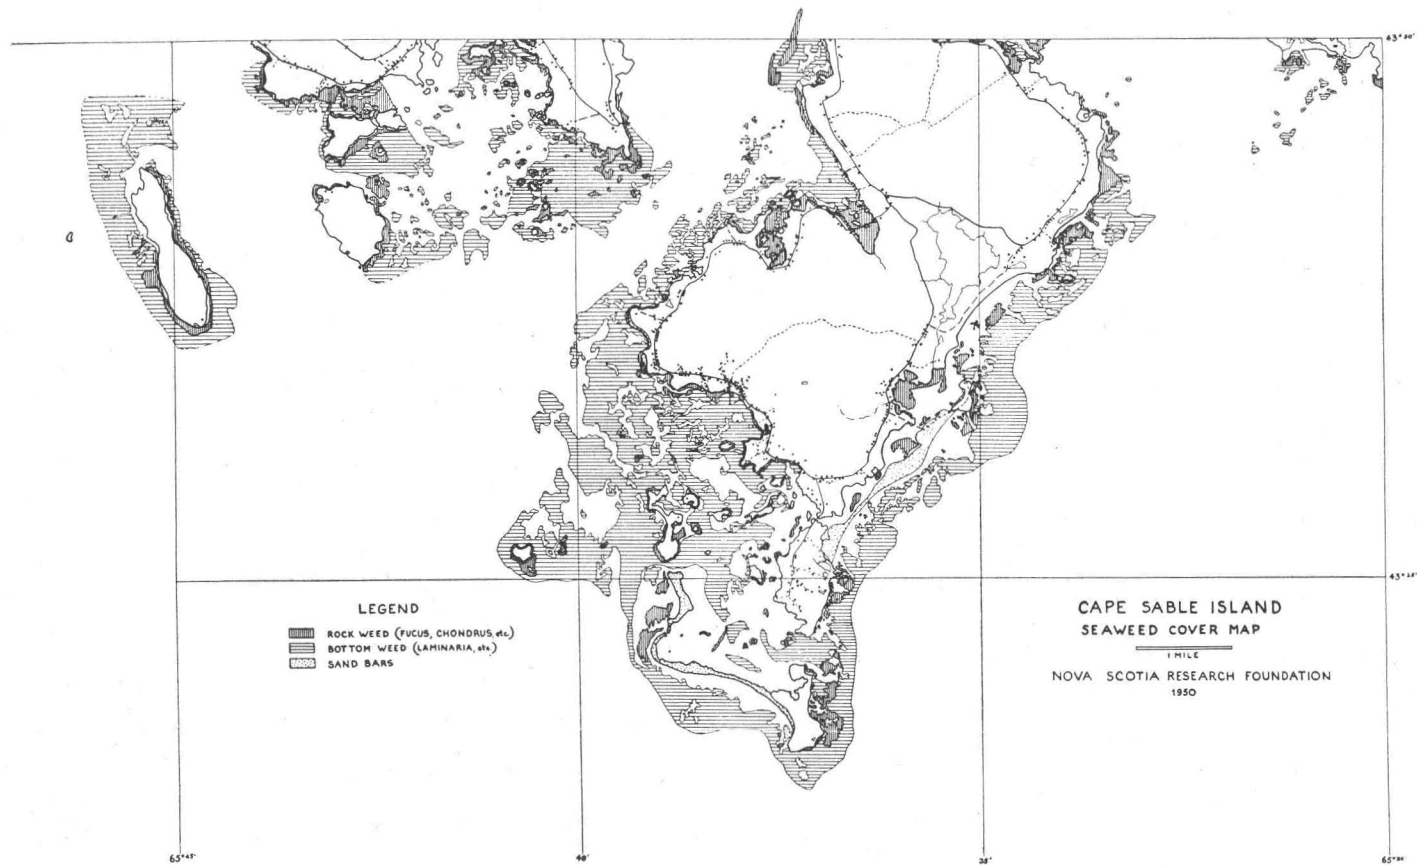 43°30'
43°25'
LEGEND
ROCK WEED (FUCUS, CHONDRUS, etc.)
BOTTOM WEED (LAMINARIA, etc.)
SAND BARS
CAPE SABLE ISLAND
SEAWEED COVER MAP
1 MILE
NOVA SCOTIA RESEARCH FOUNDATION
1950
65°45'
40'
35'
65°30'